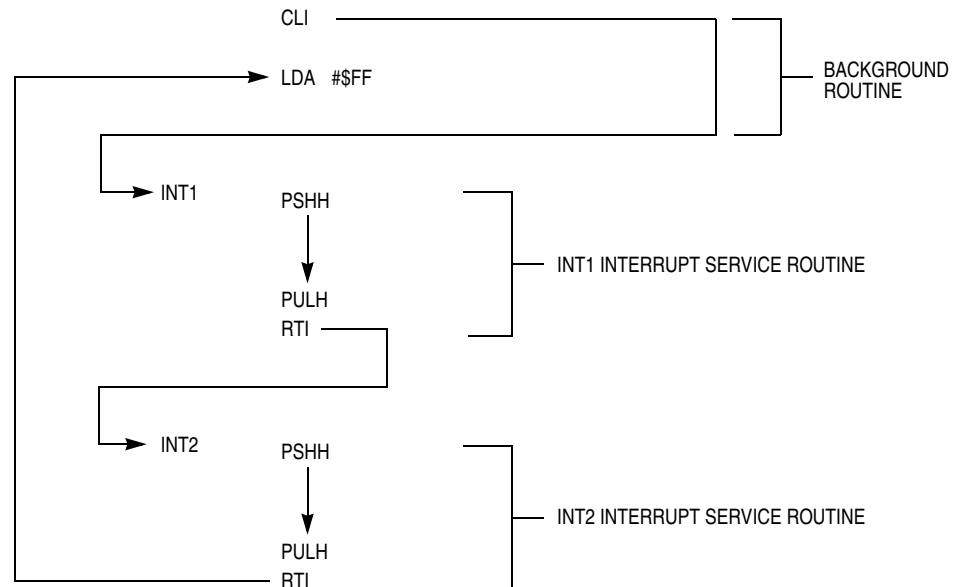 CLI
LDA #$FF
BACKGROUND
ROUTINE
INT1
PSHH
INT1 INTERRUPT SERVICE ROUTINE
PULH
RTI
INT2
PSHH
INT2 INTERRUPT SERVICE ROUTINE
PULH
RTI